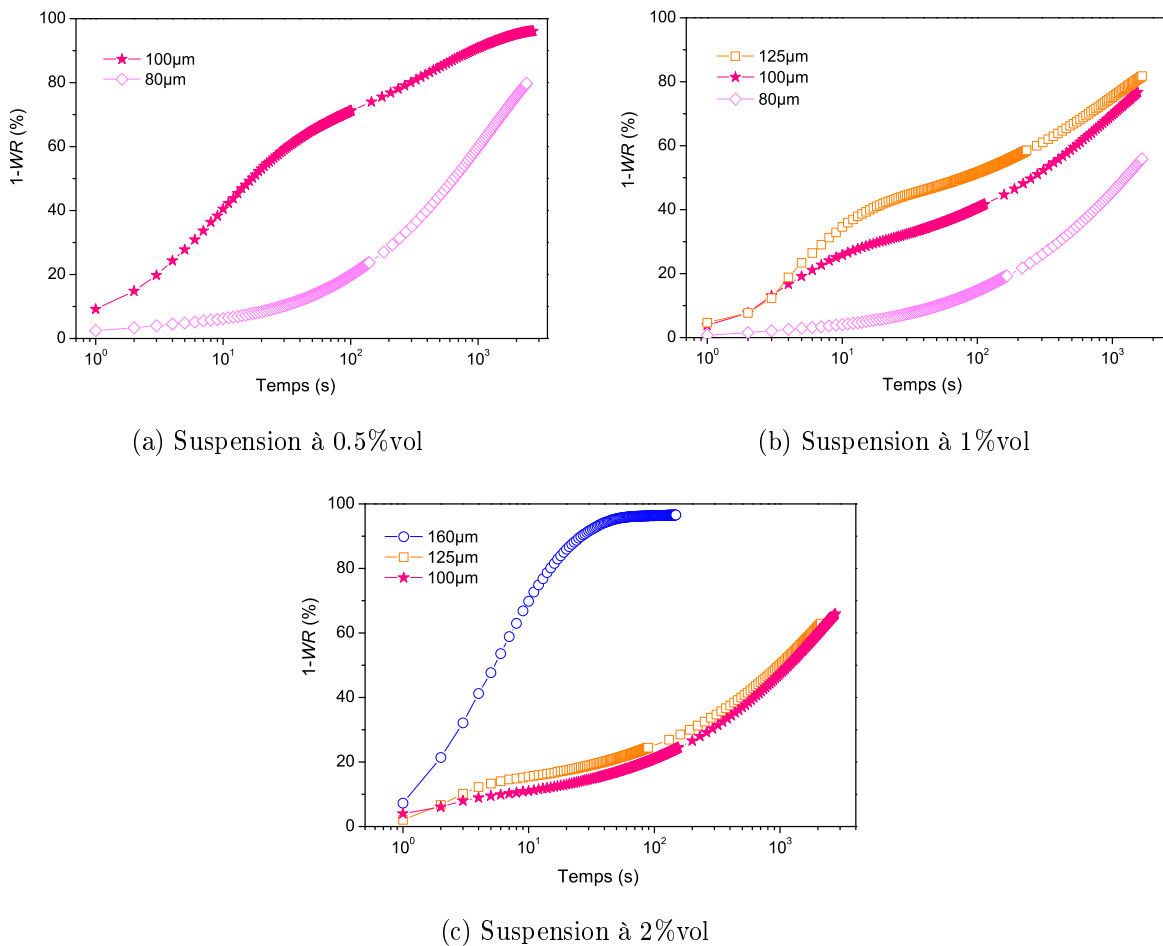 100
80
60
40
20
0
1-WR (%)
100µm
80µm
10⁰
10¹
10²
10³
Temps (s)
(a) Suspension à 0.5%vol
100
80
60
40
20
0
1-WR (%)
125µm
100µm
80µm
10⁰
10¹
10²
10³
Temps (s)
(b) Suspension à 1%vol
100
80
60
40
20
0
1-WR (%)
160µm
125µm
100µm
10⁰
10¹
10²
10³
Temps (s)
(c) Suspension à 2%vol